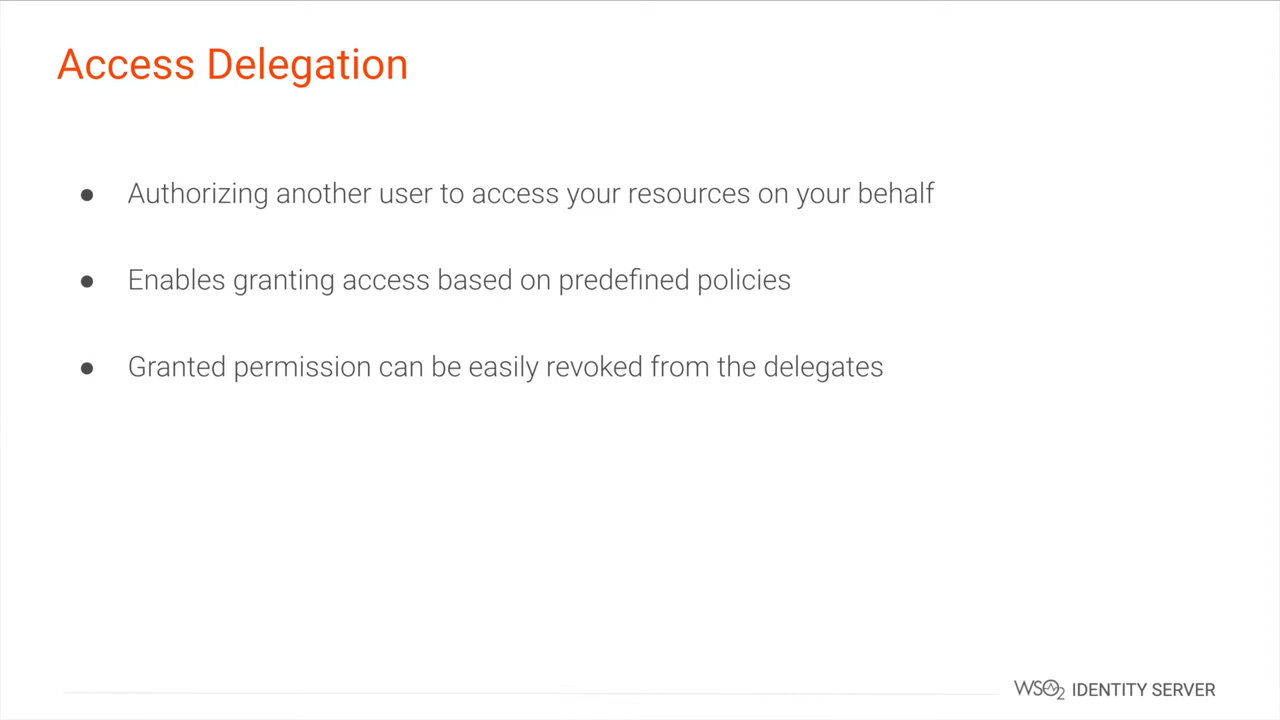 Access Delegation
● Authorizing another user to access your resources on your behalf
● Enables granting access based on predefined policies
● Granted permission can be easily revoked from the delegates
WSO2 IDENTITY SERVER